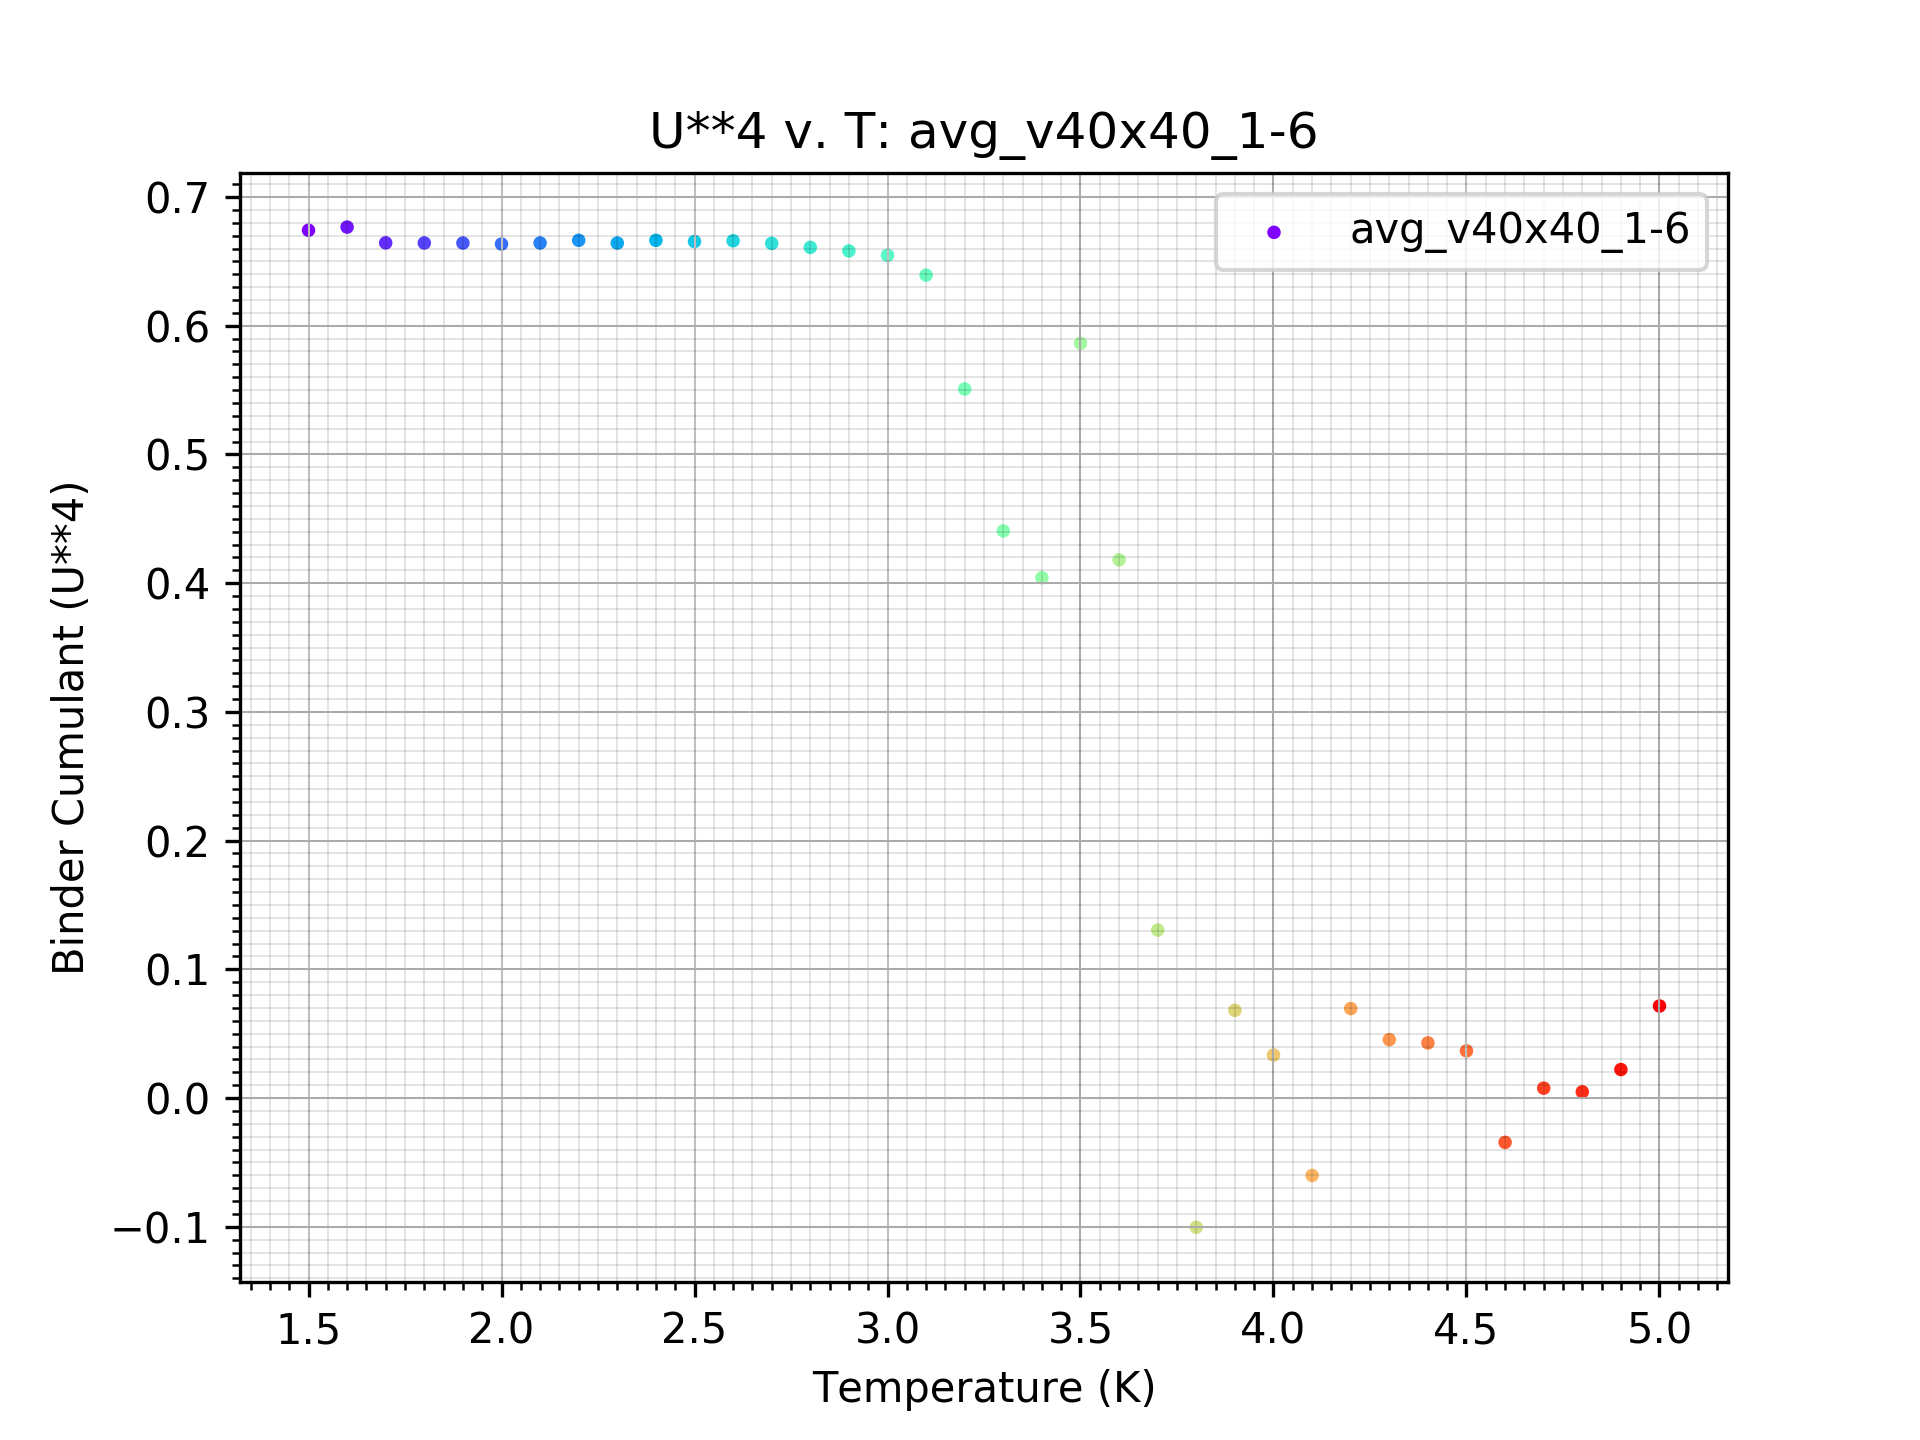 U**4 v. T: avg_v40x40_1-6
avg_v40x40_1-6
Binder Cumulant (U**4)
0.7
0.6
0.5
0.4
0.3
0.2
0.1
0.0
−0.1
1.5 2.0 2.5 3.0 3.5 4.0 4.5 5.0
Temperature (K)